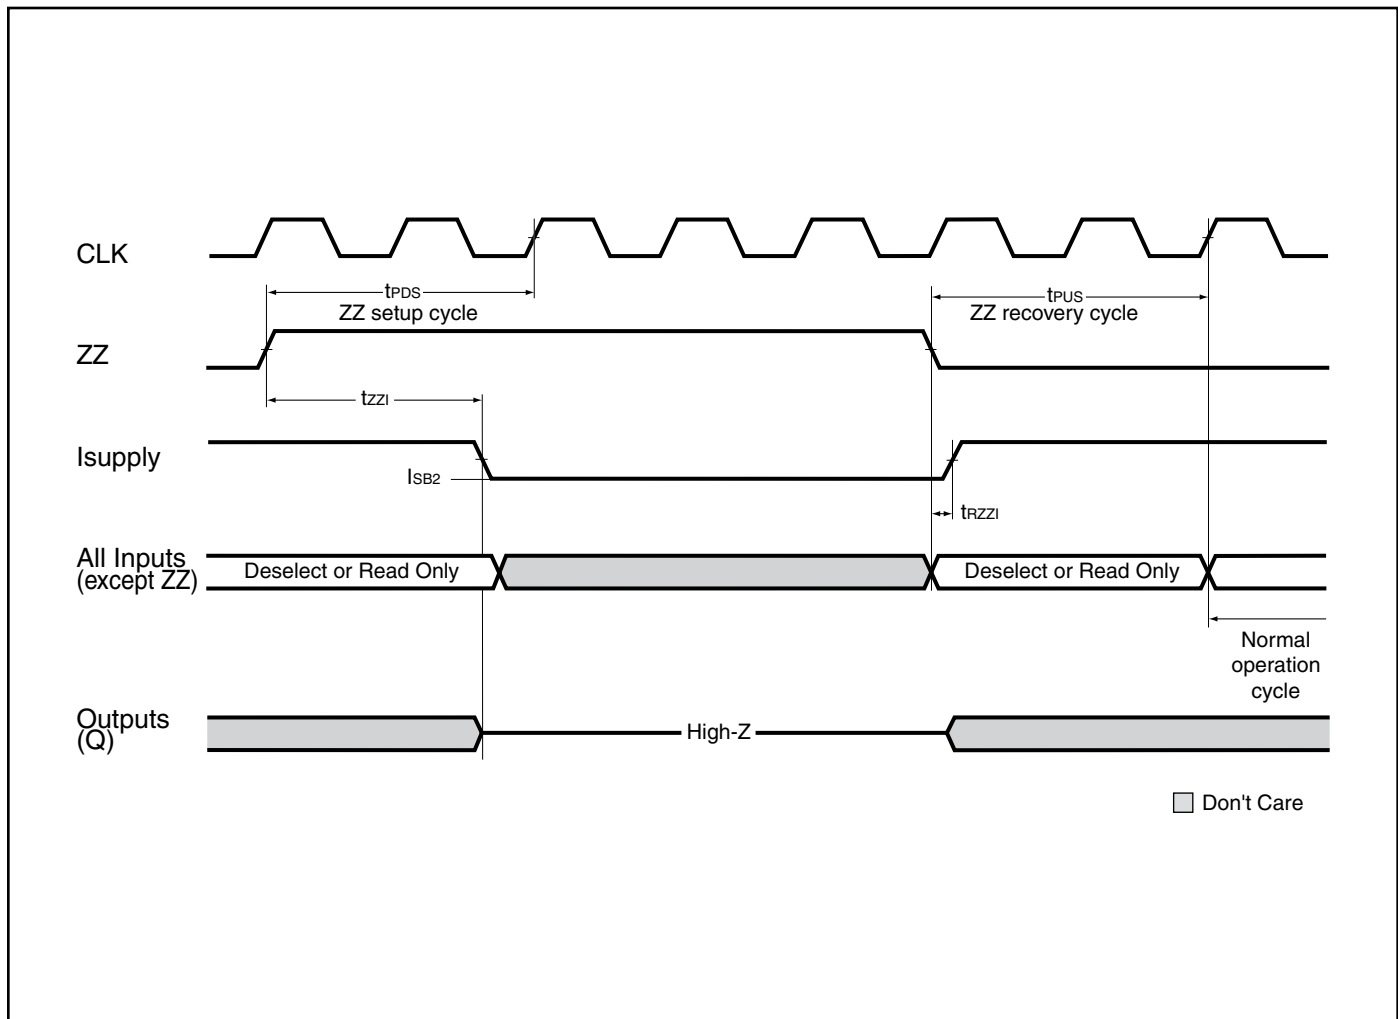 CLK
tPDS
ZZ setup cycle
tPUS
ZZ recovery cycle
ZZ
tZZI
Isupply
ISB2
tRZZI
All Inputs
(except ZZ)
Deselect or Read Only
Deselect or Read Only
Normal
operation
cycle
Outputs
(Q)
High-Z
Don't Care